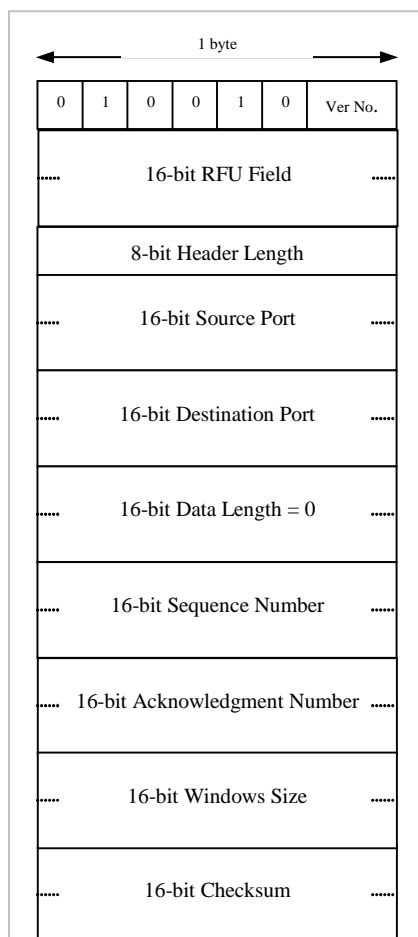 1 byte
0 1 0 0 1 0 Ver No.
16-bit RFU Field
8-bit Header Length
16-bit Source Port
16-bit Destination Port
16-bit Data Length = 0
16-bit Sequence Number
16-bit Acknowledgment Number
16-bit Windows Size
16-bit Checksum